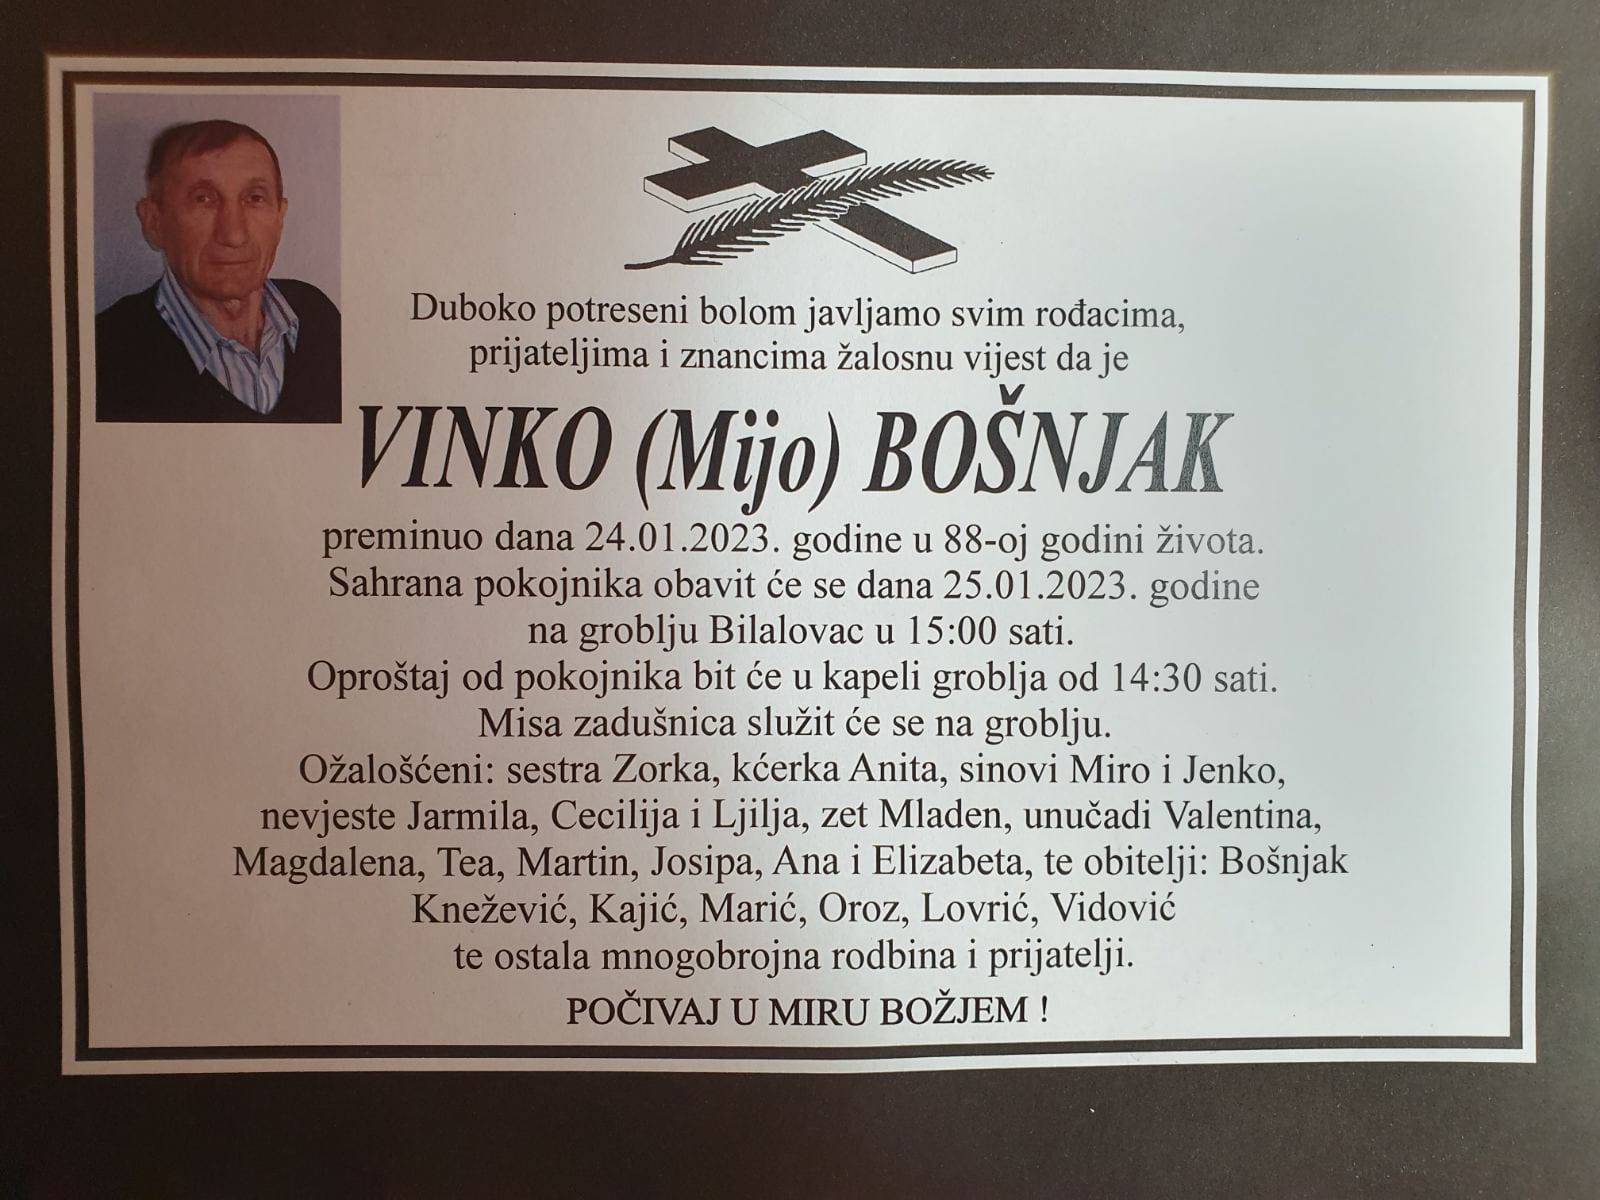 Duboko potreseni bolom javljamo svim rođacima,
prijateljima i znancima žalosnu vijest da je
VINKO (Mijo) BOŠNJAK
preminuo dana 24.01.2023. godine u 88-oj godini života.
Sahrana pokojnika obavit će se dana 25.01.2023. godine
na groblju Bilalovac u 15:00 sati.
Oproštaj od pokojnika bit će u kapeli groblja od 14:30 sati.
Misa zadušnica služit će se na groblju.
Ožalošćeni: sestra Zorka, kćerka Anita, sinovi Miro i Jenko,
nevjeste Jarmila, Cecilija i Ljilja, zet Mladen, unučadi Valentina,
Magdalena, Tea, Martin, Josipa, Ana i Elizabeta, te obitelji: Bošnjak
Knežević, Kajić, Marić, Oroz, Lovrić, Vidović
te ostala mnogobrojna rodbina i prijatelji.
POČIVAJ U MIRU BOŽJEM !